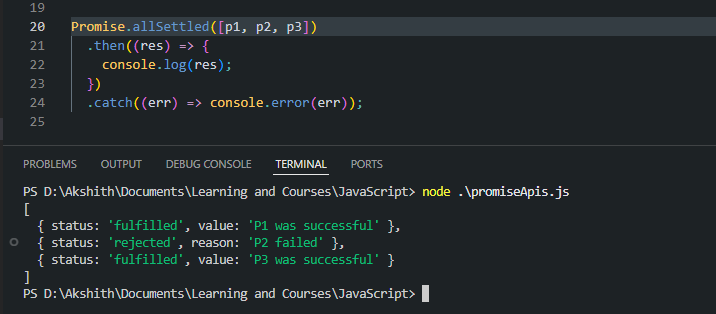 19
20 Promise.allSettled([p1, p2, p3])
21 .then((res) => {
22 console.log(res);
23 })
24 .catch((err) => console.error(err));
25
PROBLEMS OUTPUT DEBUG CONSOLE TERMINAL PORTS
PS D:\Akshith\Documents\Learning and Courses\JavaScript> node .\promiseApis.js
[
{ status: 'fulfilled', value: 'P1 was successful' },
{ status: 'rejected', reason: 'P2 failed' },
{ status: 'fulfilled', value: 'P3 was successful' }
]
PS D:\Akshith\Documents\Learning and Courses\JavaScript>